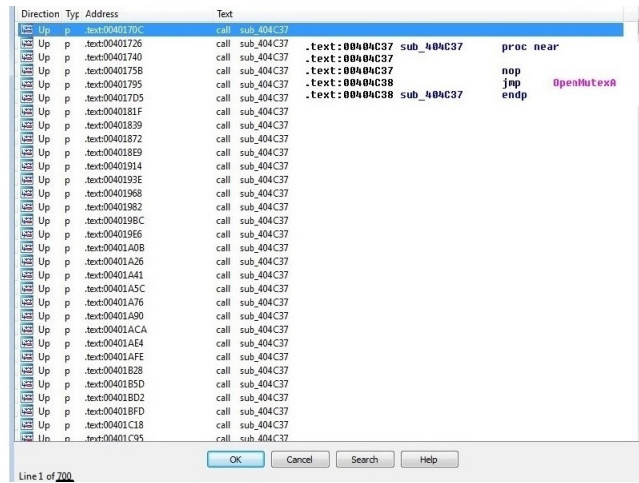 Direction Typ Address Text
Up p .text:0040170C call sub_404C37
Up p .text:00401726 call sub_404C37
Up p .text:00401740 call sub_404C37
Up p .text:0040175B call sub_404C37
Up p .text:00401795 call sub_404C37
Up p .text:004017D5 call sub_404C37
Up p .text:0040181F call sub_404C37
Up p .text:00401839 call sub_404C37
Up p .text:00401872 call sub_404C37
Up p .text:004018E9 call sub_404C37
Up p .text:00401914 call sub_404C37
Up p .text:0040193E call sub_404C37
Up p .text:00401968 call sub_404C37
Up p .text:00401982 call sub_404C37
Up p .text:004019BC call sub_404C37
Up p .text:004019E6 call sub_404C37
Up p .text:00401A0B call sub_404C37
Up p .text:00401A26 call sub_404C37
Up p .text:00401A41 call sub_404C37
Up p .text:00401A5C call sub_404C37
Up p .text:00401A76 call sub_404C37
Up p .text:00401A90 call sub_404C37
Up p .text:00401ACA call sub_404C37
Up p .text:00401AE4 call sub_404C37
Up p .text:00401AFE call sub_404C37
Up p .text:00401B28 call sub_404C37
Up p .text:00401B5D call sub_404C37
Up p .text:00401BD2 call sub_404C37
Up p .text:00401BFD call sub_404C37
Up p .text:00401C18 call sub_404C37
Up p .text:00401C95 call sub_404C37
.text:00404C37 sub_404C37 proc near
.text:00404C37
.text:00404C37 nop
.text:00404C38 jmp OpenMutexA
.text:00404C38 sub_404C37 endp
OK Cancel Search Help
Line 1 of 700